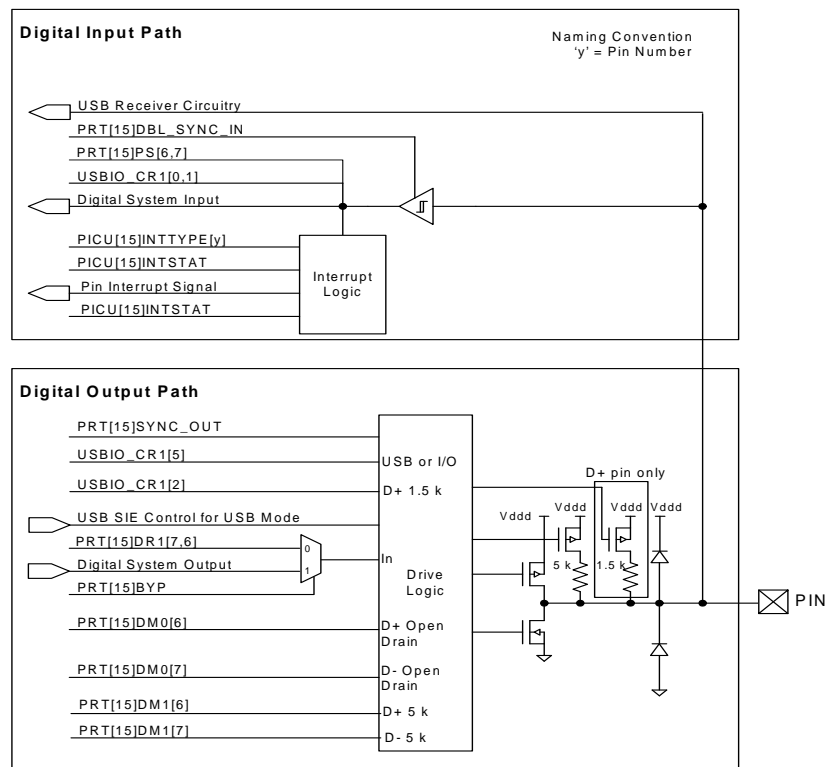 Digital Input Path
Naming Convention
'y' = Pin Number
USB Receiver Circuitry
PRT[15]DBL_SYNC_IN
PRT[15]PS[6,7]
USBIO_CR1[0,1]
Digital System Input
PICU[15]INTTYPE[y]
PICU[15]INTSTAT
Pin Interrupt Signal
PICU[15]INTSTAT
Interrupt
Logic
Digital Output Path
PRT[15]SYNC_OUT
USBIO_CR1[5]
USB or I/O
USBIO_CR1[2]
D+ 1.5 k
USB SIE Control for USB Mode
PRT[15]DR1[7,6]
0
Digital System Output
1
In
PRT[15]BYP
Drive
Logic
PRT[15]DM0[6]
D+ Open
Drain
PRT[15]DM0[7]
D- Open
Drain
PRT[15]DM1[6]
D+ 5 k
PRT[15]DM1[7]
D- 5 k
D+ pin only
Vddd
Vddd
Vddd
Vddd
5 k
1.5 k
PIN